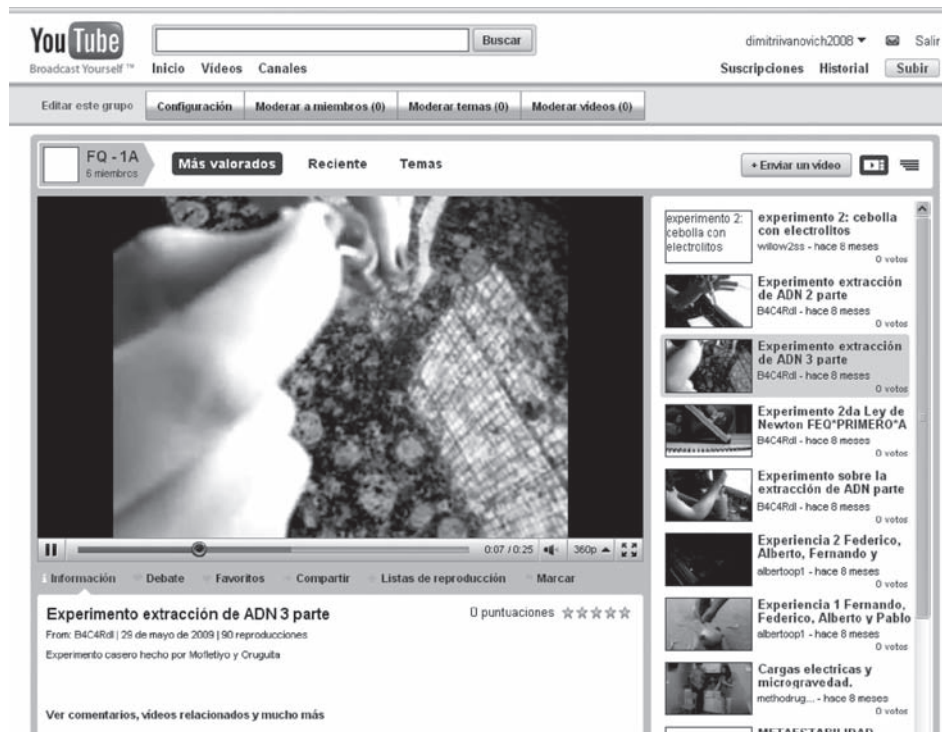 You Tube
Broadcast Yourself ™
Buscar
dimitriivanovich2008
Salir
Inicio Vídeos Canales
Suscripciones Historial Subir
Editar este grupo Configuración Moderar a miembros (0) Moderar temas (0) Moderar vídeos (0)
FQ - 1A
6 miembros
Más valorados Reciente Temas
+ Enviar un vídeo
experimento 2:
cebolla con
electrolitos
experimento 2: cebolla
con electrolitos
willow2ss - hace 8 meses
0 votos
Experimento extracción
de ADN 2 parte
B4C4Rdl - hace 8 meses
0 votos
Experimento extracción
de ADN 3 parte
B4C4Rdl - hace 8 meses
0 votos
Experimento 2da Ley de
Newton FEQ*PRIMERO*A
B4C4Rdl - hace 8 meses
0 votos
Experimento sobre la
extracción de ADN parte
B4C4Rdl - hace 8 meses
0 votos
Experiencia 2 Federico,
Alberto, Fernando y
albertoop1 - hace 8 meses
0 votos
Experiencia 1 Fernando,
Federico, Alberto y Pablo
albertoop1 - hace 8 meses
0 votos
Cargas electricas y
microgravedad.
methodrug... - hace 8 meses
0 votos
METAESTABILIDAD
0:07 / 0:25 360p
Información Debate Favoritos Compartir Listas de reproducción Marcar
Experimento extracción de ADN 3 parte
0 puntuaciones
From: B4C4Rdl | 29 de mayo de 2009 | 90 reproducciones
Experimento casero hecho por Mofletiyo y Oruguita
Ver comentarios, vídeos relacionados y mucho más